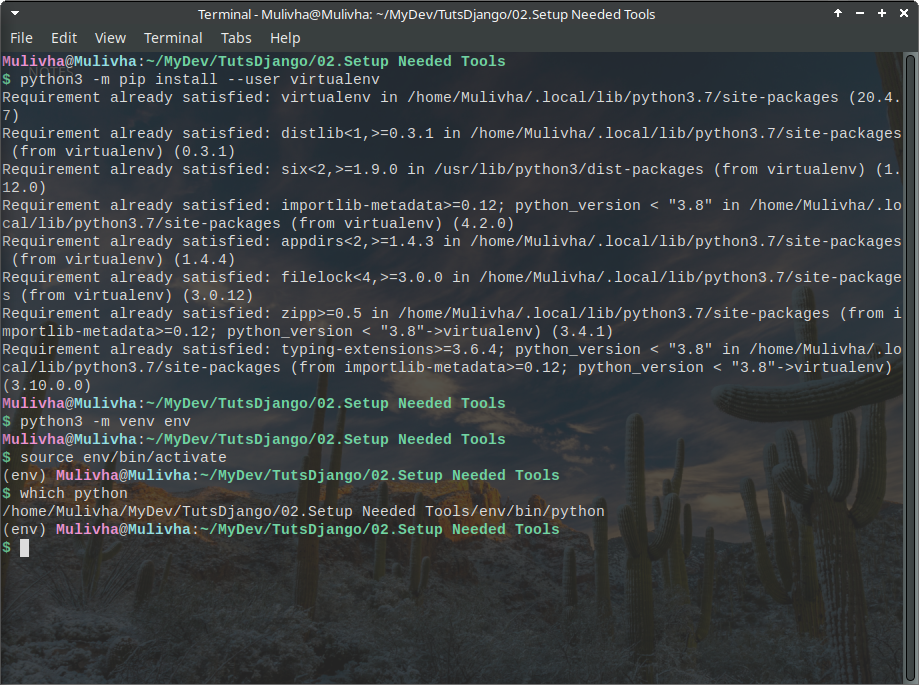 Terminal - Mulivha@Mulivha: ~/MyDev/TutsDjango/02.Setup Needed Tools
File Edit View Terminal Tabs Help
Mulivha@Mulivha:~/MyDev/TutsDjango/02.Setup Needed Tools
$ python3 -m pip install --user virtualenv
Requirement already satisfied: virtualenv in /home/Mulivha/.local/lib/python3.7/site-packages (20.4.
7)
Requirement already satisfied: distlib<1,>=0.3.1 in /home/Mulivha/.local/lib/python3.7/site-packages
(from virtualenv) (0.3.1)
Requirement already satisfied: six<2,>=1.9.0 in /usr/lib/python3/dist-packages (from virtualenv) (1.
12.0)
Requirement already satisfied: importlib-metadata>=0.12; python_version < "3.8" in /home/Mulivha/.lo
cal/lib/python3.7/site-packages (from virtualenv) (4.2.0)
Requirement already satisfied: appdirs<2,>=1.4.3 in /home/Mulivha/.local/lib/python3.7/site-packages
(from virtualenv) (1.4.4)
Requirement already satisfied: filelock<4,>=3.0.0 in /home/Mulivha/.local/lib/python3.7/site-package
s (from virtualenv) (3.0.12)
Requirement already satisfied: zipp>=0.5 in /home/Mulivha/.local/lib/python3.7/site-packages (from i
mportlib-metadata>=0.12; python_version < "3.8"->virtualenv) (3.4.1)
Requirement already satisfied: typing-extensions>=3.6.4; python_version < "3.8" in /home/Mulivha/.lo
cal/lib/python3.7/site-packages (from importlib-metadata>=0.12; python_version < "3.8"->virtualenv)
(3.10.0.0)
Mulivha@Mulivha:~/MyDev/TutsDjango/02.Setup Needed Tools
$ python3 -m venv env
Mulivha@Mulivha:~/MyDev/TutsDjango/02.Setup Needed Tools
$ source env/bin/activate
(env) Mulivha@Mulivha:~/MyDev/TutsDjango/02.Setup Needed Tools
$ which python
/home/Mulivha/MyDev/TutsDjango/02.Setup Needed Tools/env/bin/python
(env) Mulivha@Mulivha:~/MyDev/TutsDjango/02.Setup Needed Tools
$